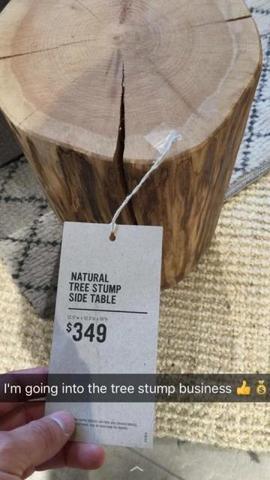 NATURAL
TREE STUMP
SIDE TABLE
$349
I'm going into the tree stump business 👍💰